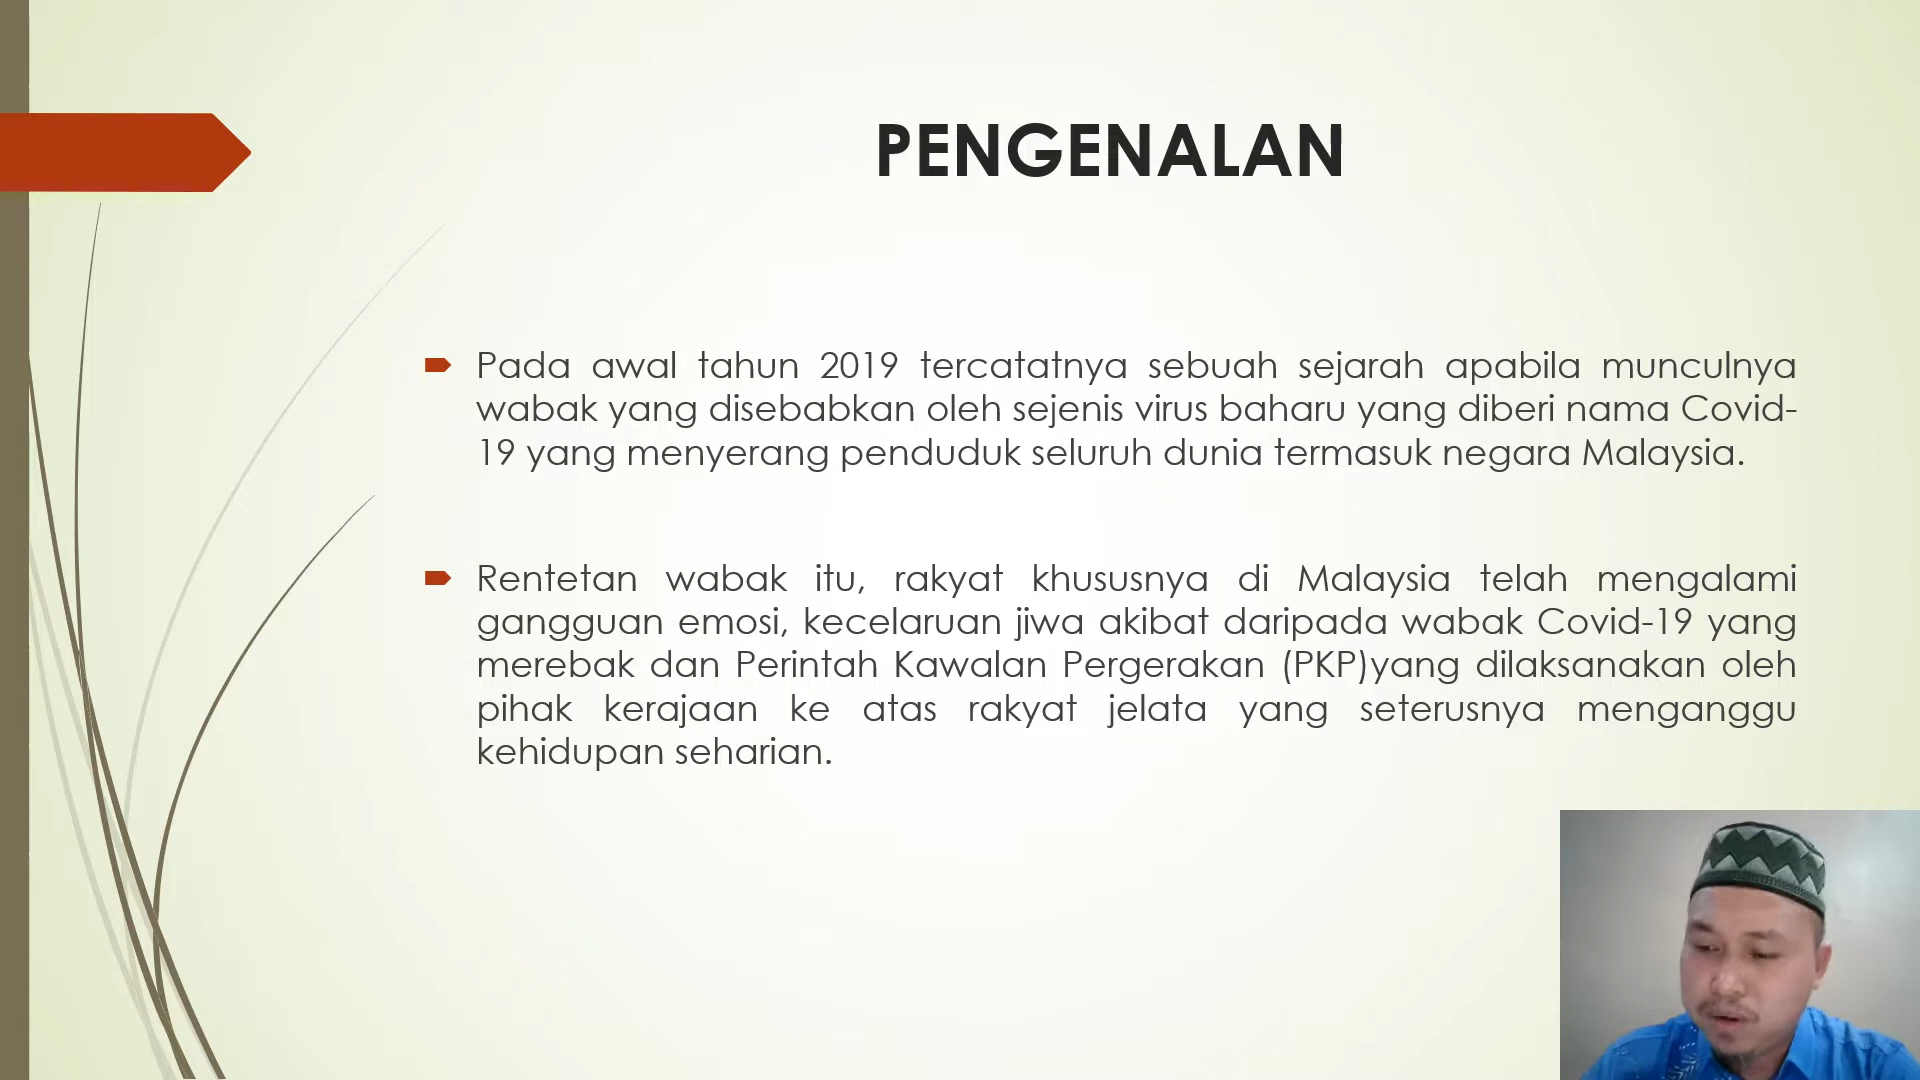 PENGENALAN
Pada awal tahun 2019 tercatatnya sebuah sejarah apabila munculnya
wabak yang disebabkan oleh sejenis virus baharu yang diberi nama Covid-
19 yang menyerang penduduk seluruh dunia termasuk negara Malaysia.
Rentetan wabak itu, rakyat khususnya di Malaysia telah mengalami
gangguan emosi, kecelaruan jiwa akibat daripada wabak Covid-19 yang
merebak dan Perintah Kawalan Pergerakan (PKP)yang dilaksanakan oleh
pihak kerajaan ke atas rakyat jelata yang seterusnya menganggu
kehidupan seharian.